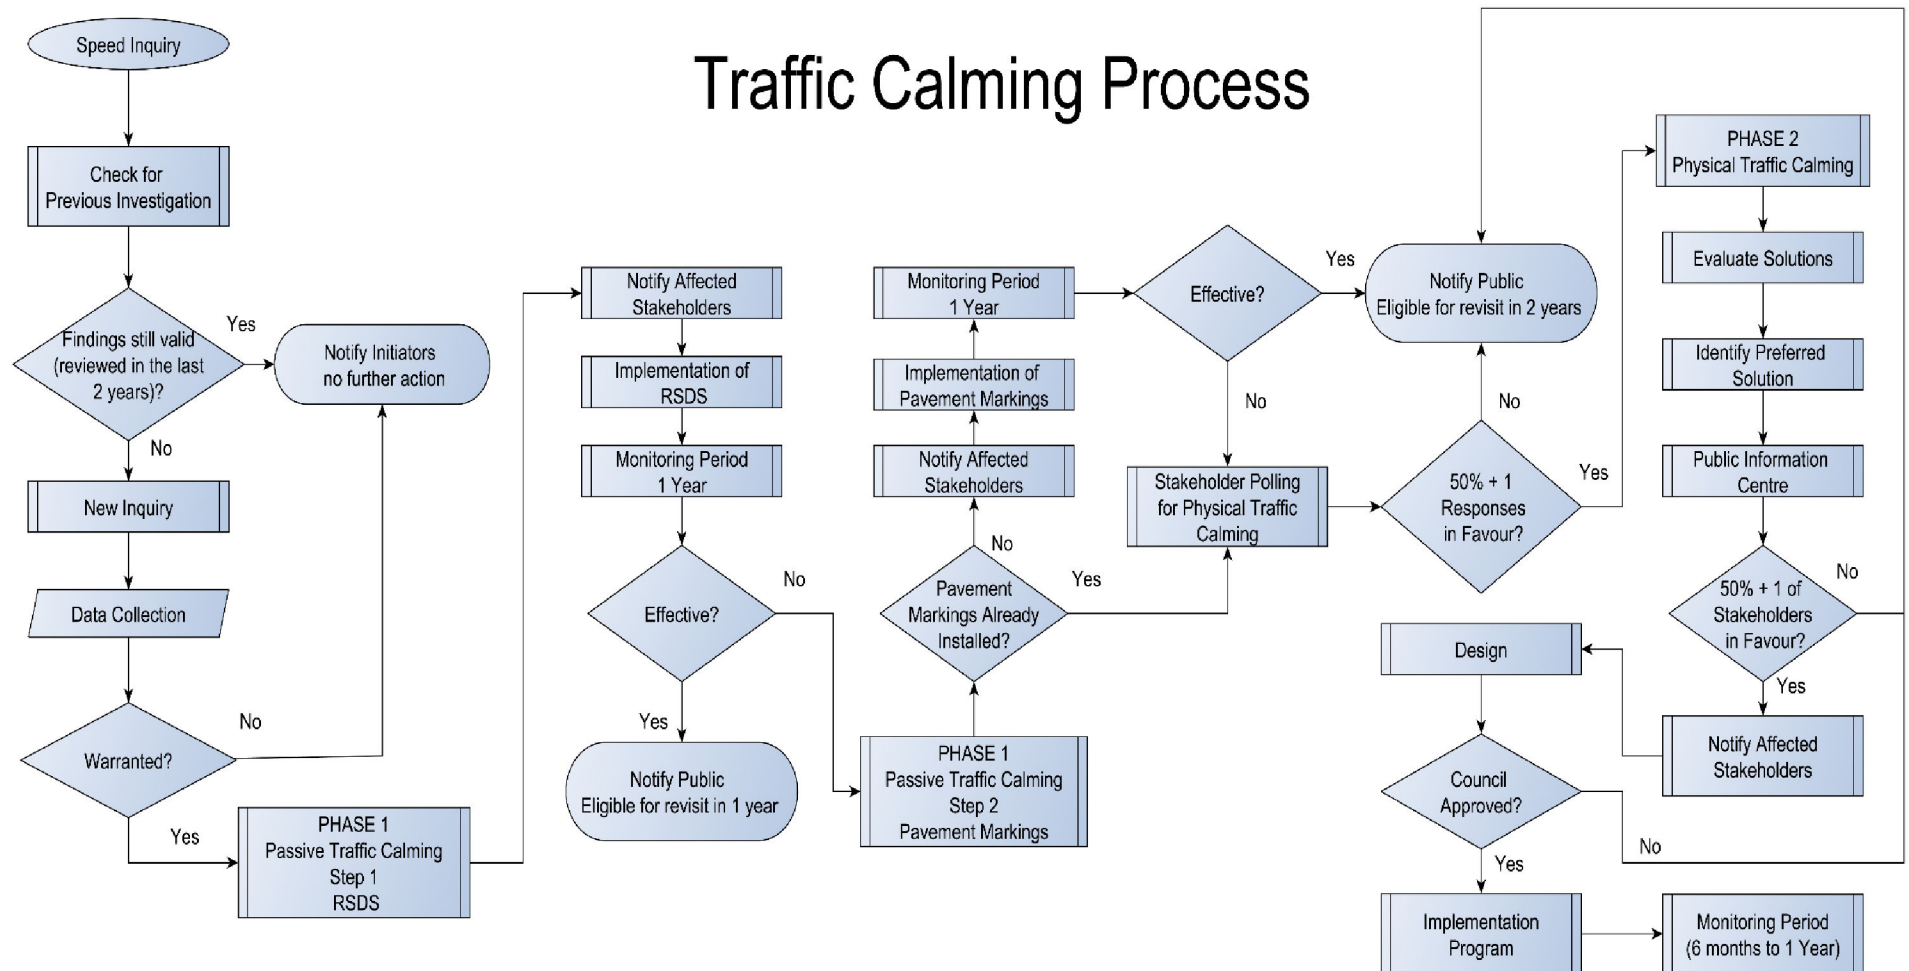 Traffic Calming Process
Speed Inquiry
Check for
Previous Investigation
Findings still valid
(reviewed in the last
2 years)?
Yes
Notify Initiators
no further action
No
New Inquiry
Data Collection
Warranted?
No
Yes
PHASE 1
Passive Traffic Calming
Step 1
RSDS
Notify Affected
Stakeholders
Implementation of
RSDS
Monitoring Period
1 Year
Effective?
No
Yes
Notify Public
Eligible for revisit in 1 year
PHASE 1
Passive Traffic Calming
Step 2
Pavement Markings
Pavement
Markings Already
Installed?
No
Yes
Notify Affected
Stakeholders
Implementation of
Pavement Markings
Monitoring Period
1 Year
Effective?
Yes
No
Notify Public
Eligible for revisit in 2 years
Stakeholder Polling
for Physical Traffic
Calming
50% + 1
Responses
in Favour?
No
Yes
PHASE 2
Physical Traffic Calming
Evaluate Solutions
Identify Preferred
Solution
Public Information
Centre
50% + 1 of
Stakeholders
in Favour?
No
Yes
Notify Affected
Stakeholders
Design
Council
Approved?
No
Yes
Implementation
Program
Monitoring Period
(6 months to 1 Year)